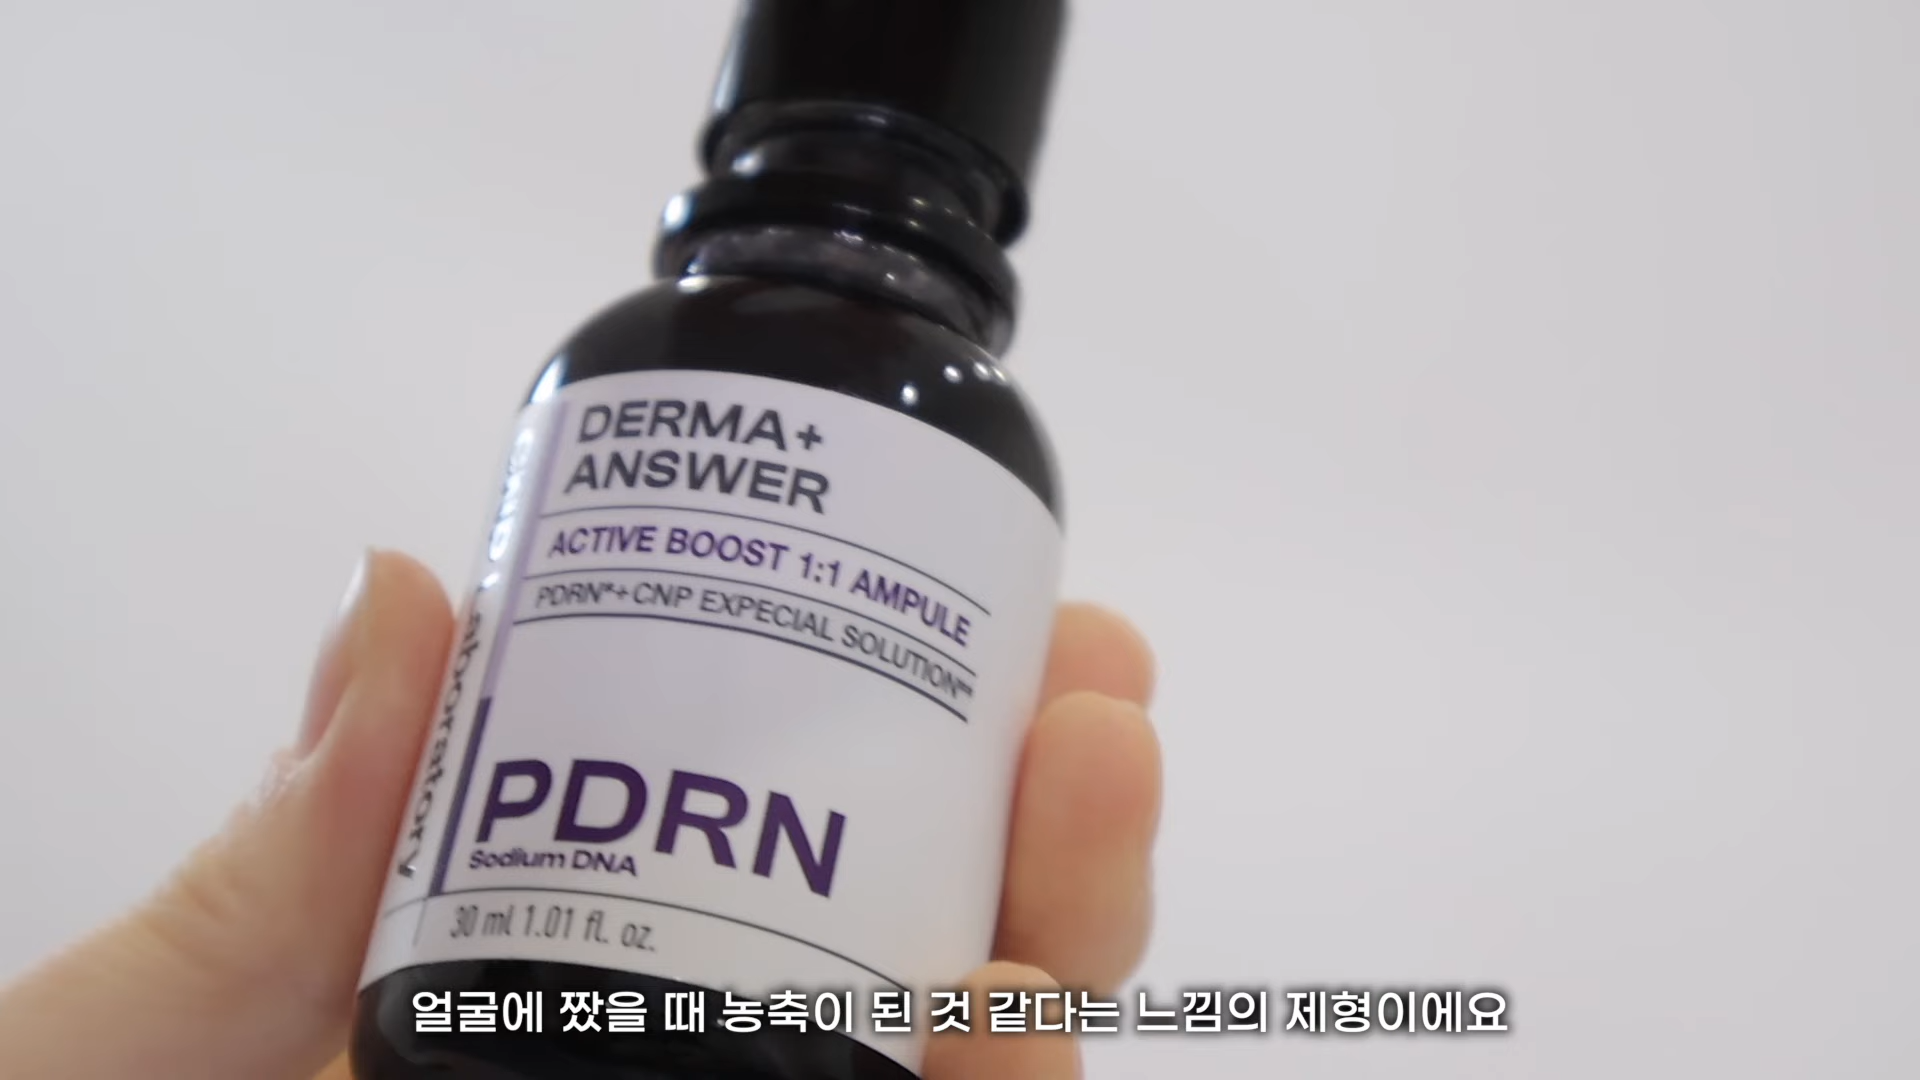 DERMA+
ANSWER
ACTIVE BOOST 1:1 AMPULE
PDRN*+CNP EXPECIAL SOLUTION***
PDRN
Sodium DNA
30 ml 1.01 fl. oz.
Laboratory
얼굴에 짰을 때 농축이 된 것 같다는 느낌의 제형이에요